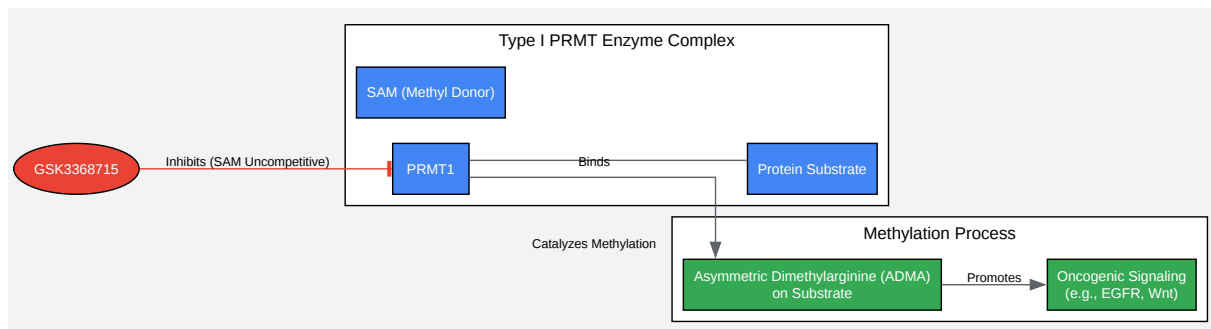 Type I PRMT Enzyme Complex
SAM (Methyl Donor)
GSK3368715
Inhibits (SAM Uncompetitive)
PRMT1
Binds
Protein Substrate
Catalyzes Methylation
Methylation Process
Asymmetric Dimethylarginine (ADMA)
on Substrate
Promotes
Oncogenic Signaling
(e.g., EGFR, Wnt)